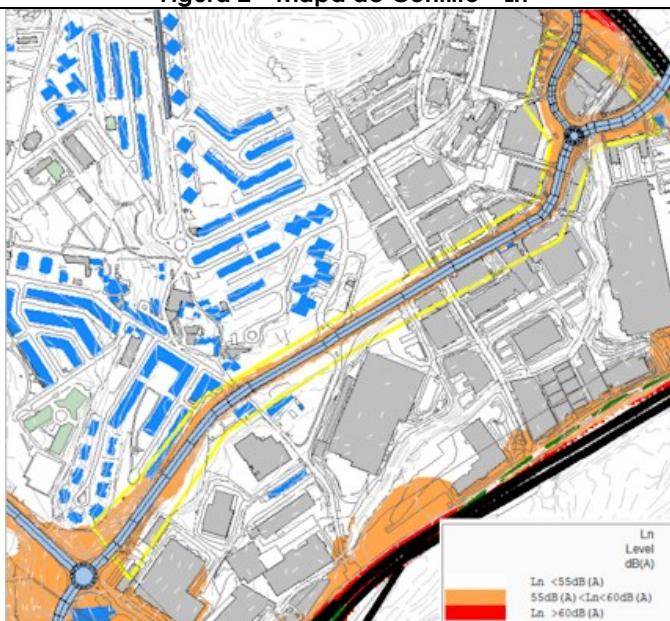 Figura 2 – Mapa de Conflito – Ln
Ln
Level
dB(A)
Ln <55dB(A)
55dB(A)<Ln<60dB(A)
Ln >60dB(A)